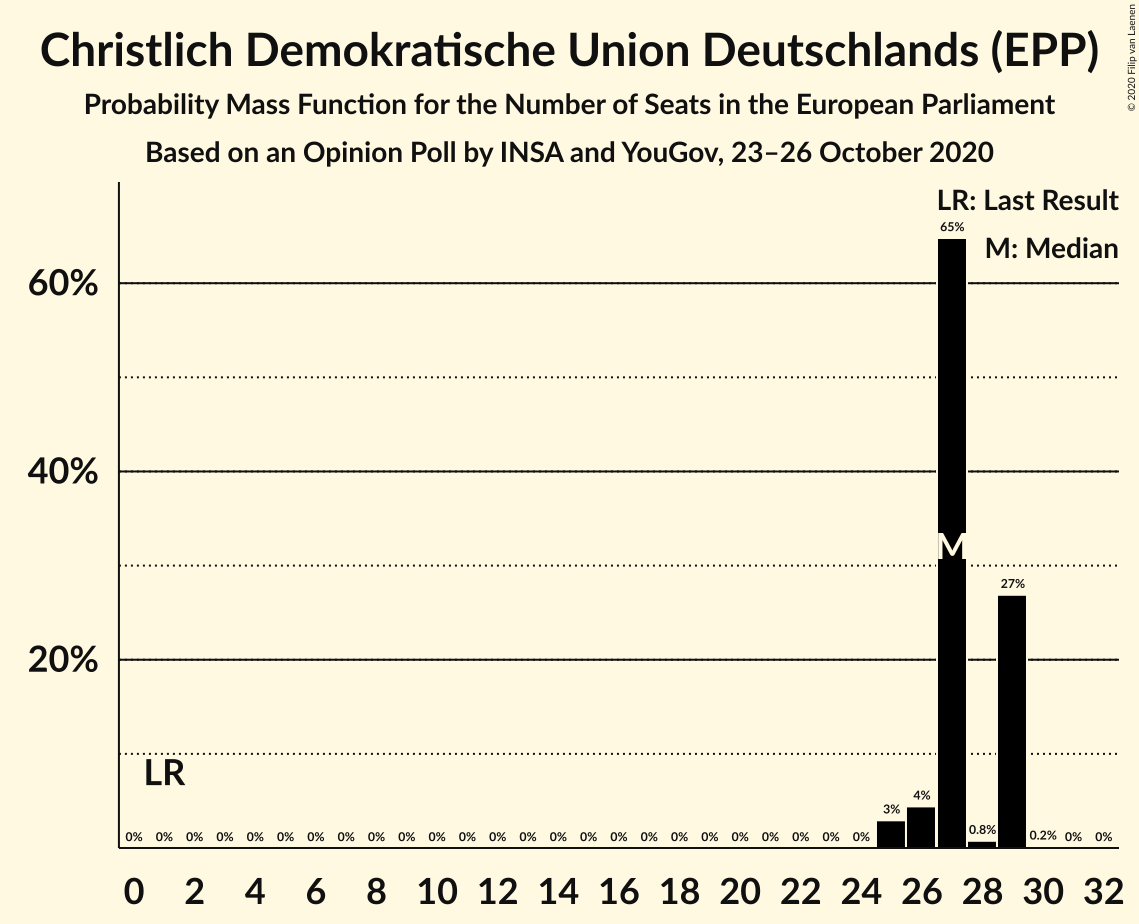 Christlich Demokratische Union Deutschlands (EPP)
Probability Mass Function for the Number of Seats in the European Parliament
Based on an Opinion Poll by INSA and YouGov, 23–26 October 2020
© 2020 Filip van Laenen
LR: Last Result
M: Median
65%
60%
40%
M
27%
20%
LR
4%
3%
0% 0% 0% 0% 0% 0% 0% 0% 0% 0% 0% 0% 0% 0% 0% 0% 0% 0% 0% 0% 0% 0% 0% 0% 0% 0.8% 0.2% 0% 0%
0 2 4 6 8 10 12 14 16 18 20 22 24 26 28 30 32